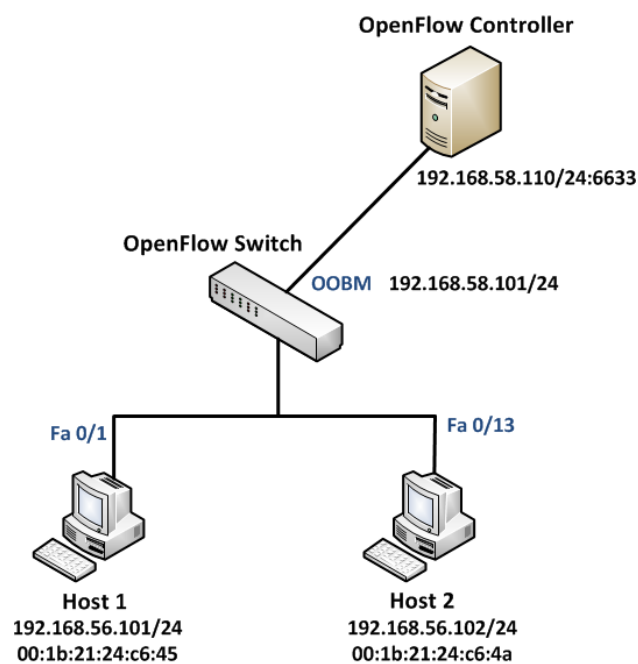 OpenFlow Controller
192.168.58.110/24:6633
OpenFlow Switch
OOBM 192.168.58.101/24
Fa 0/1
Fa 0/13
Host 1
192.168.56.101/24
00:1b:21:24:c6:45
Host 2
192.168.56.102/24
00:1b:21:24:c6:4a